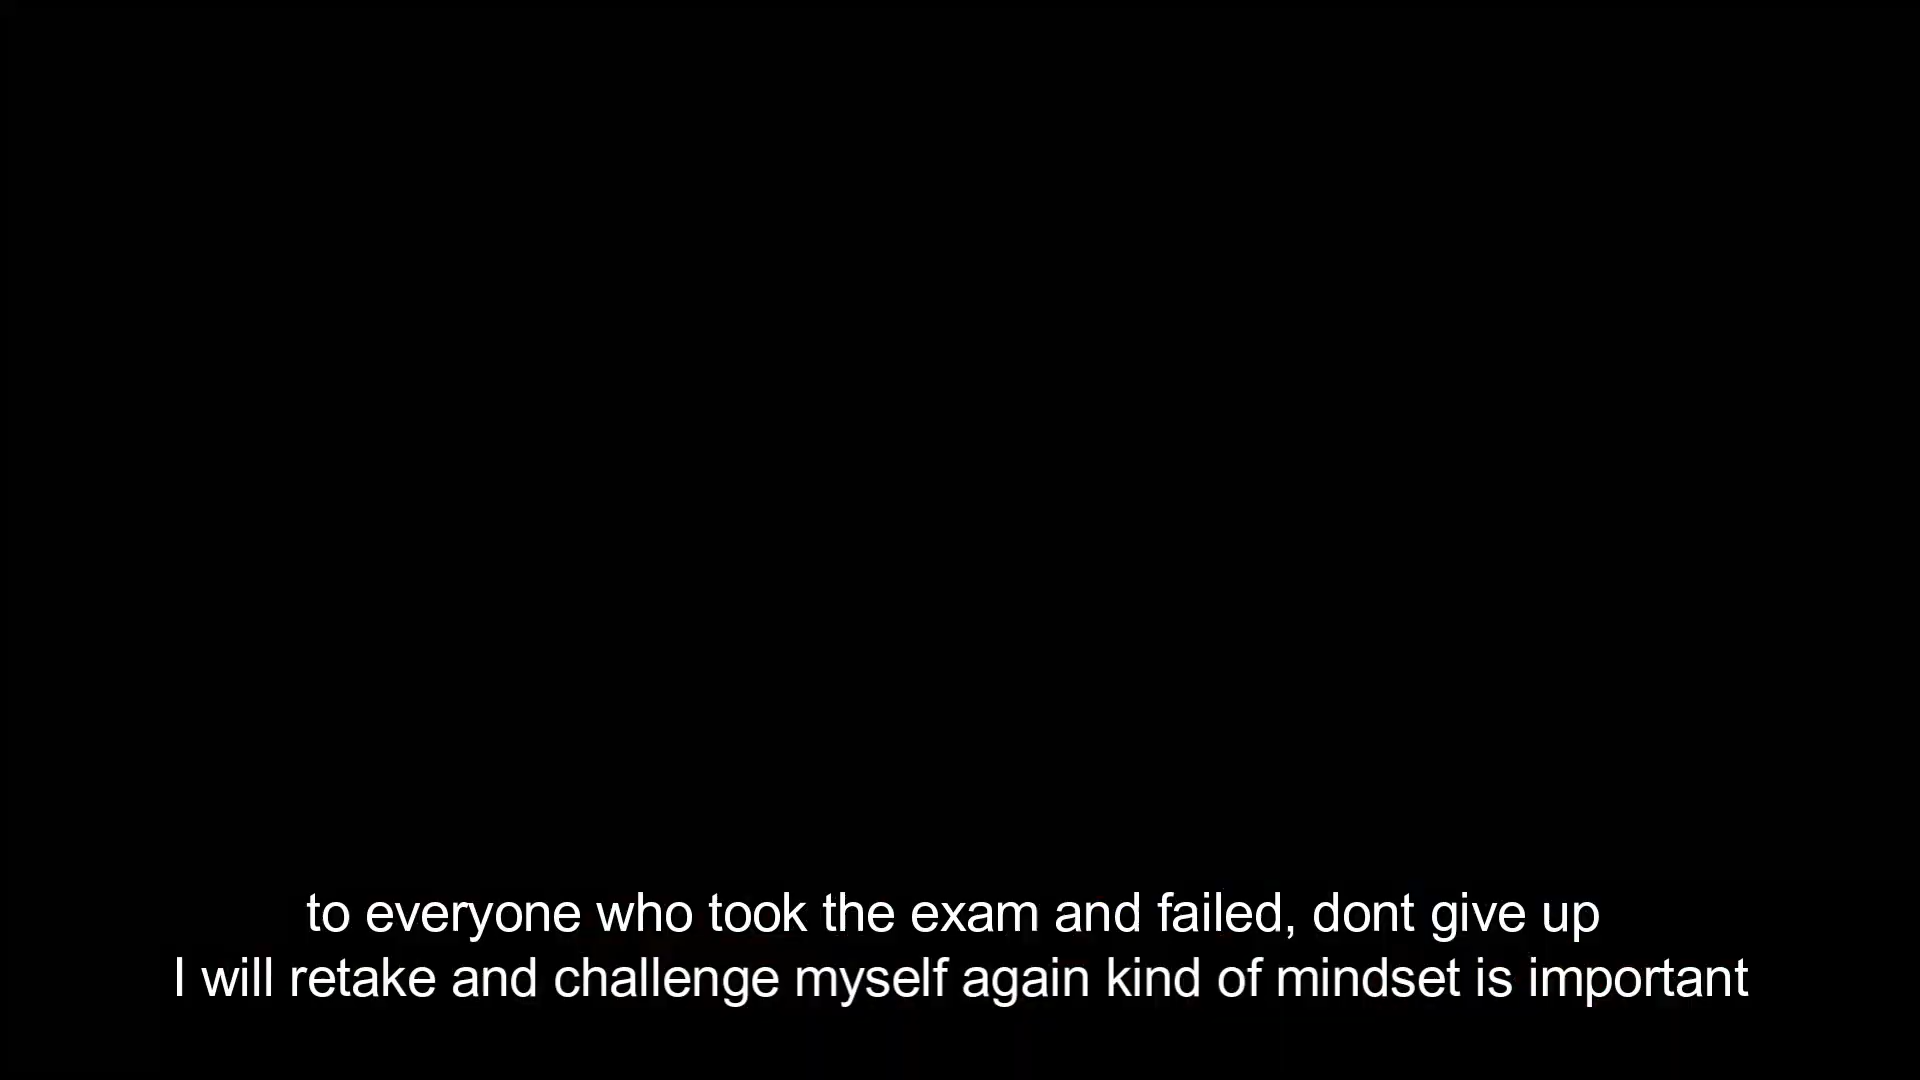 to everyone who took the exam and failed, dont give up
I will retake and challenge myself again kind of mindset is important